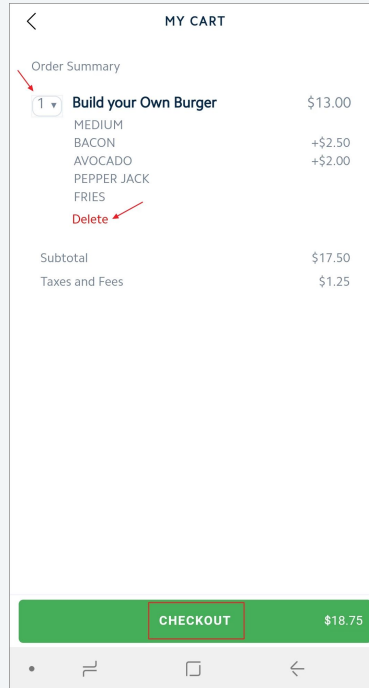 MY CART
Order Summary
1 Build your Own Burger $13.00
MEDIUM
BACON +$2.50
AVOCADO +$2.00
PEPPER JACK
FRIES
Delete
Subtotal $17.50
Taxes and Fees $1.25
CHECKOUT $18.75